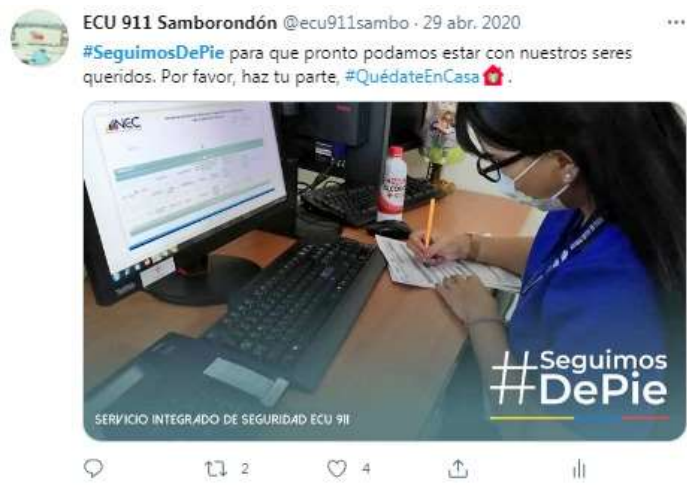 ECU 911 Samborondón @ecu911sambo · 29 abr. 2020
#SeguimosDePie para que pronto podamos estar con nuestros seres
queridos. Por favor, haz tu parte, #QuédateEnCasa .
INEC
ALCOHOL
#Seguimos
DePie
SERVICIO INTEGRADO DE SEGURIDAD ECU 911
2
4